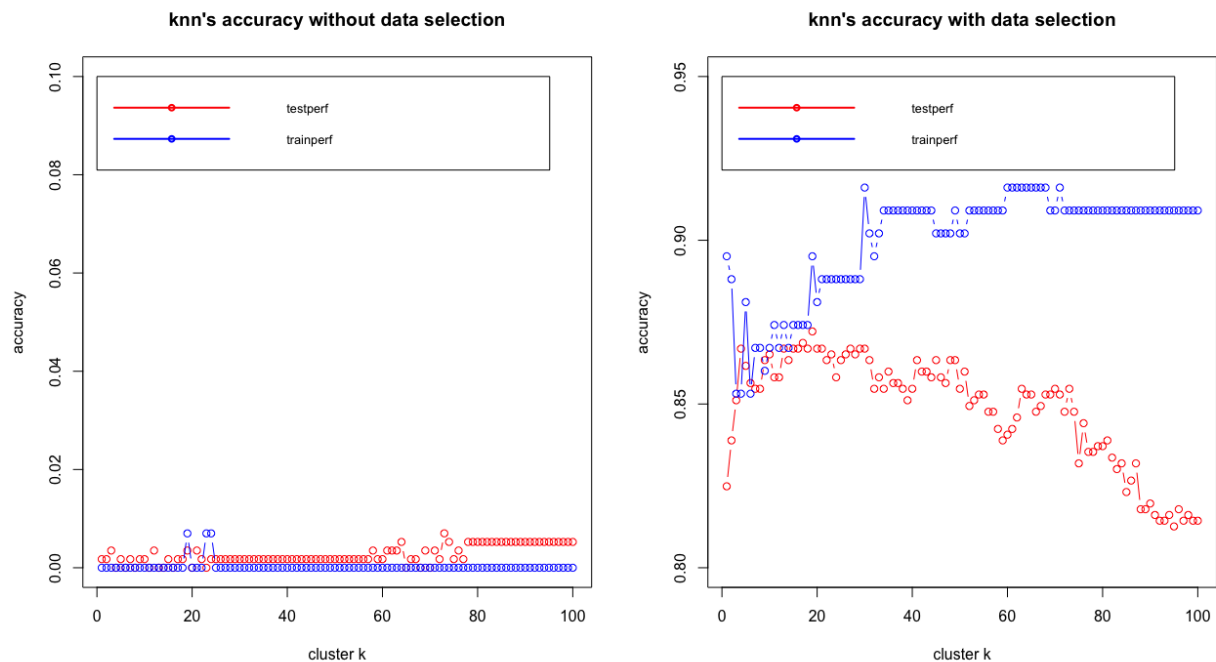 knn's accuracy without data selection
accuracy
0.10
0.08
0.06
0.04
0.02
0.00
testperf
trainperf
0 20 40 60 80 100
cluster k
knn's accuracy with data selection
accuracy
0.95
0.90
0.85
0.80
testperf
trainperf
0 20 40 60 80 100
cluster k